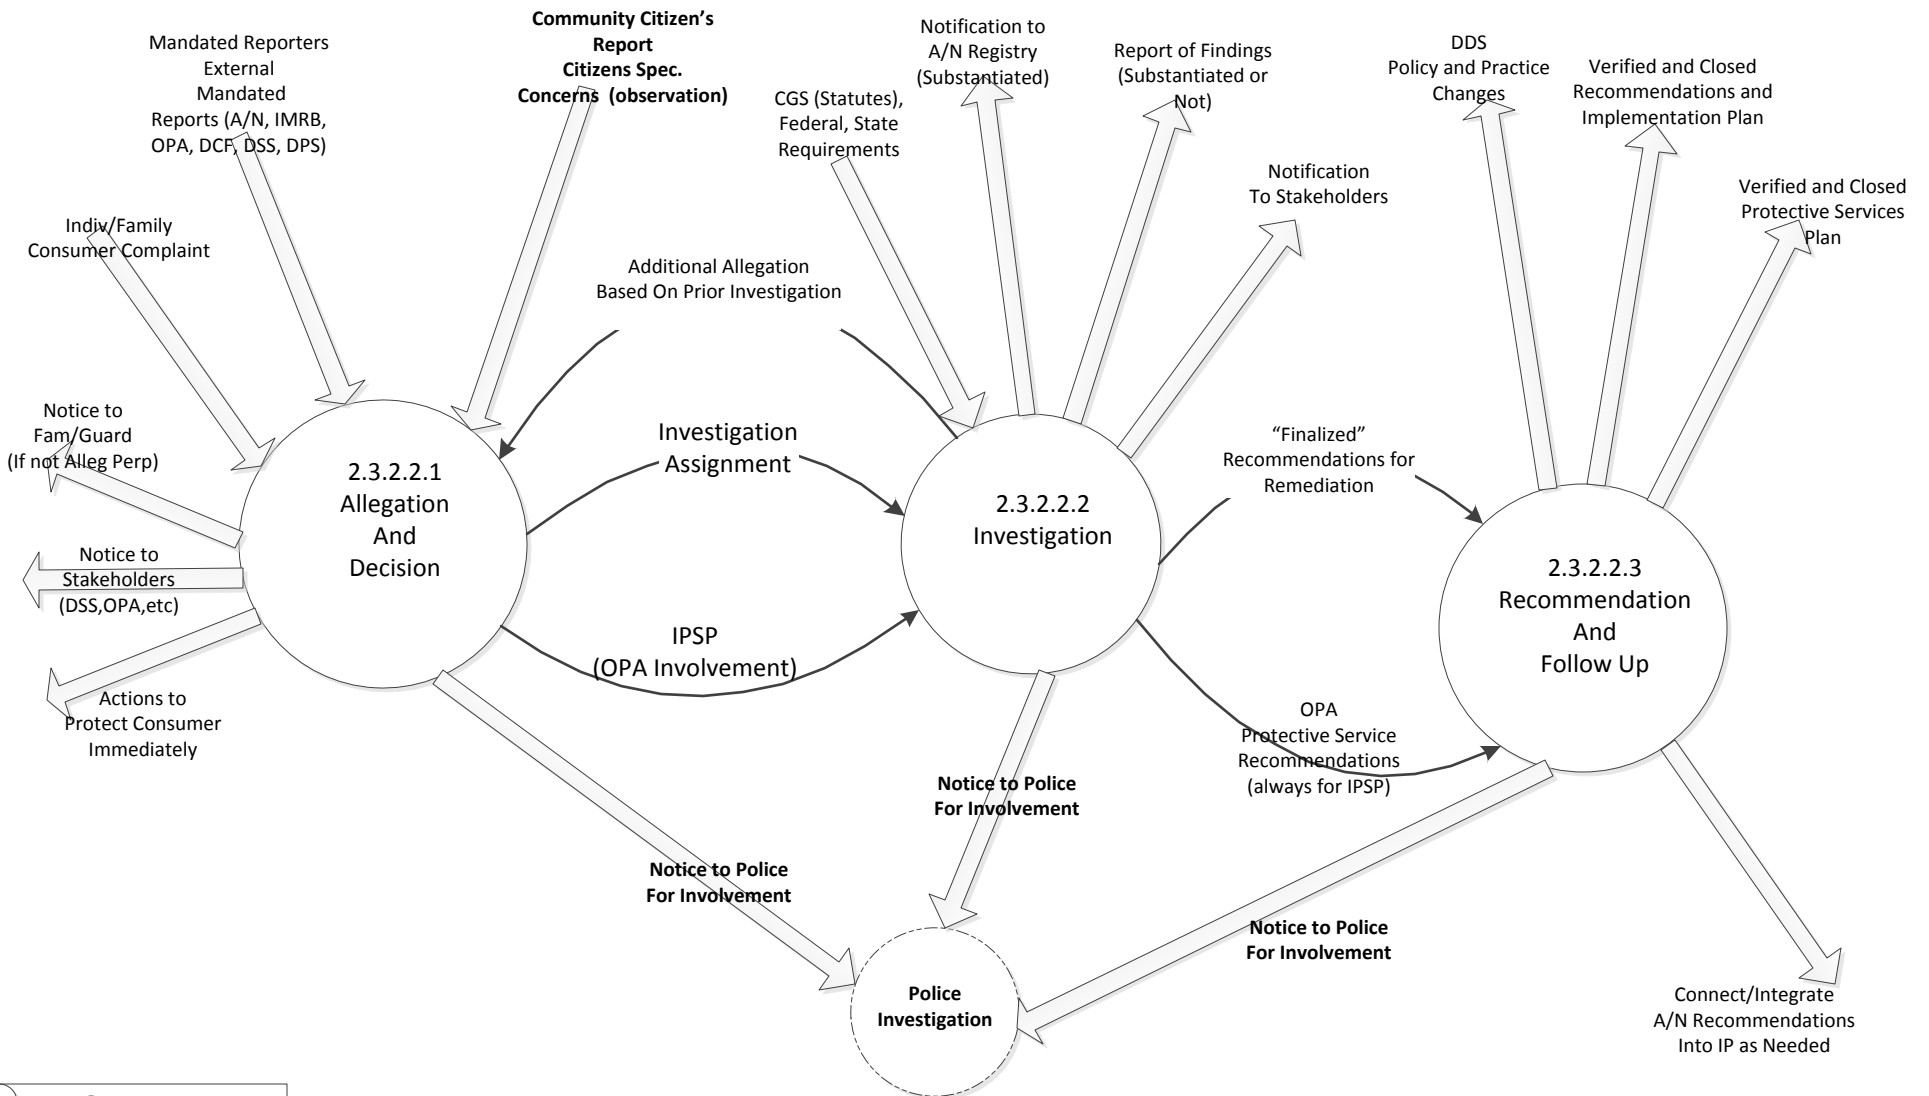 Community Citizen's
Report
Citizens Spec.
Concerns (observation)
Mandated Reporters
External
Mandated
Reports (A/N, IMRB,
OPA, DCF, DSS, DPS)
Indiv/Family
Consumer Complaint
Notice to
Fam/Guard
(If not Alleg Perp)
Notice to
Stakeholders
(DSS,OPA,etc)
Actions to
Protect Consumer
Immediately
2.3.2.2.1
Allegation
And
Decision
Additional Allegation
Based On Prior Investigation
Investigation
Assignment
IPSP
(OPA Involvement)
CGS (Statutes),
Federal, State
Requirements
Notification to
A/N Registry
(Substantiated)
Report of Findings
(Substantiated or
Not)
Notification
To Stakeholders
2.3.2.2.2
Investigation
"Finalized"
Recommendations for
Remediation
OPA
Protective Service
Recommendations
(always for IPSP)
DDS
Policy and Practice
Changes
Verified and Closed
Recommendations and
Implementation Plan
Verified and Closed
Protective Services
Plan
2.3.2.2.3
Recommendation
And
Follow Up
Notice to Police
For Involvement
Notice to Police
For Involvement
Notice to Police
For Involvement
Police
Investigation
Connect/Integrate
A/N Recommendations
Into IP as Needed